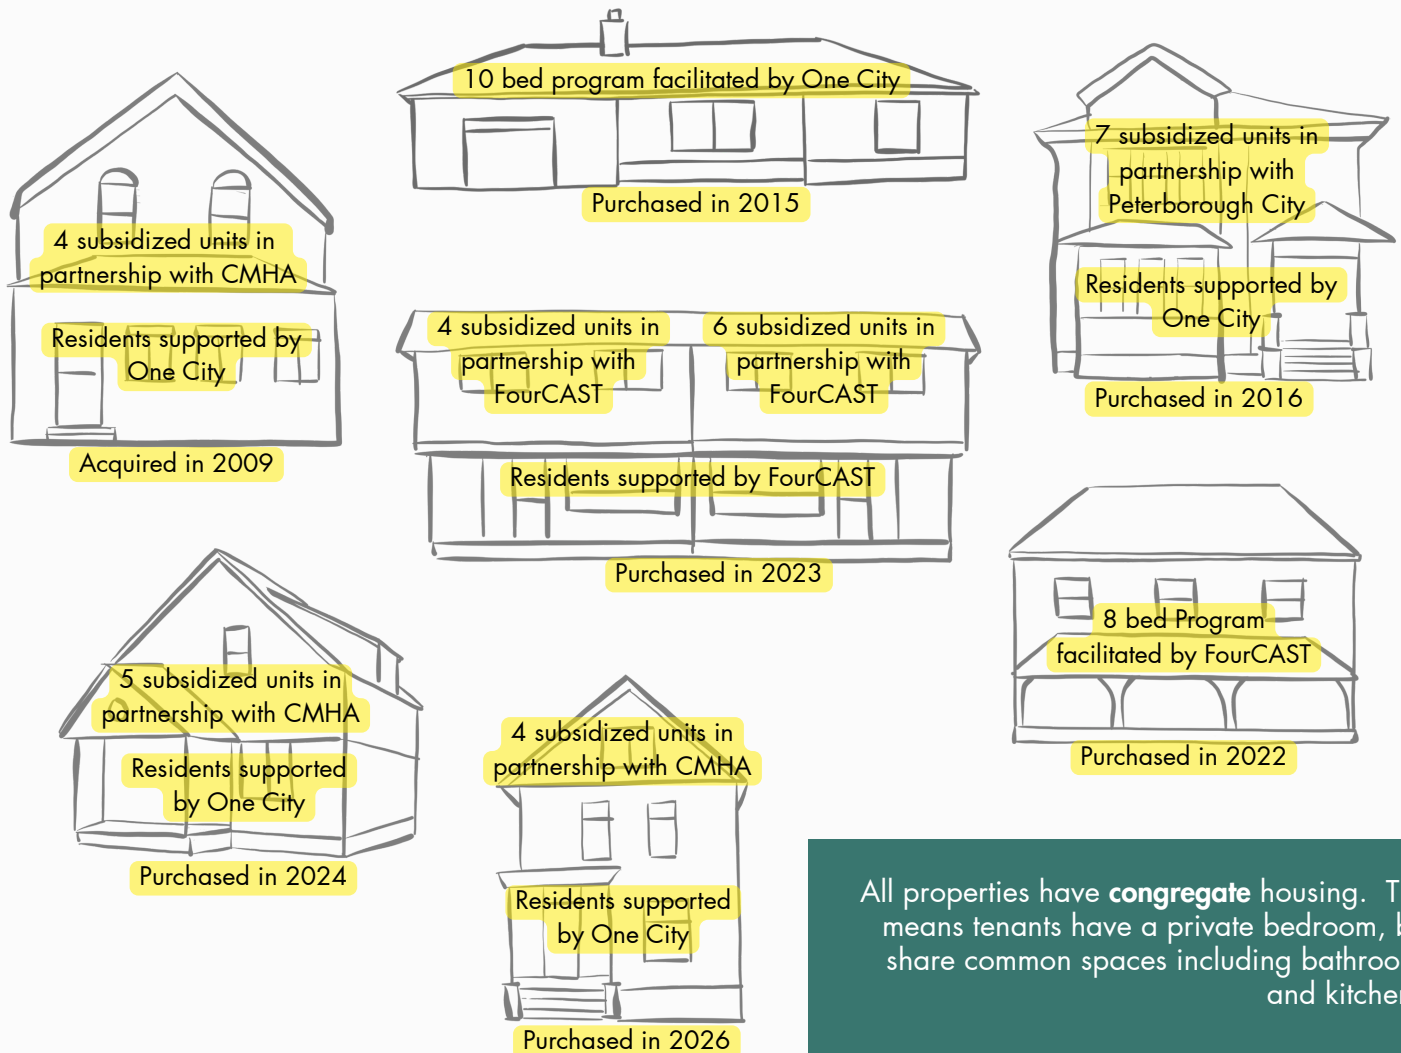 10 bed program facilitated by One City
Purchased in 2015
7 subsidized units in
partnership with
Peterborough City
Residents supported by
One City
Purchased in 2016
4 subsidized units in
partnership with CMHA
Residents supported by
One City
Acquired in 2009
4 subsidized units in
partnership with
FourCAST
6 subsidized units in
partnership with
FourCAST
Residents supported by FourCAST
Purchased in 2023
8 bed Program
facilitated by FourCAST
Purchased in 2022
5 subsidized units in
partnership with CMHA
Residents supported
by One City
Purchased in 2024
4 subsidized units in
partnership with CMHA
Residents supported
by One City
Purchased in 2026
All properties have congregate housing.
means tenants have a private bedroom,
share common spaces including
and